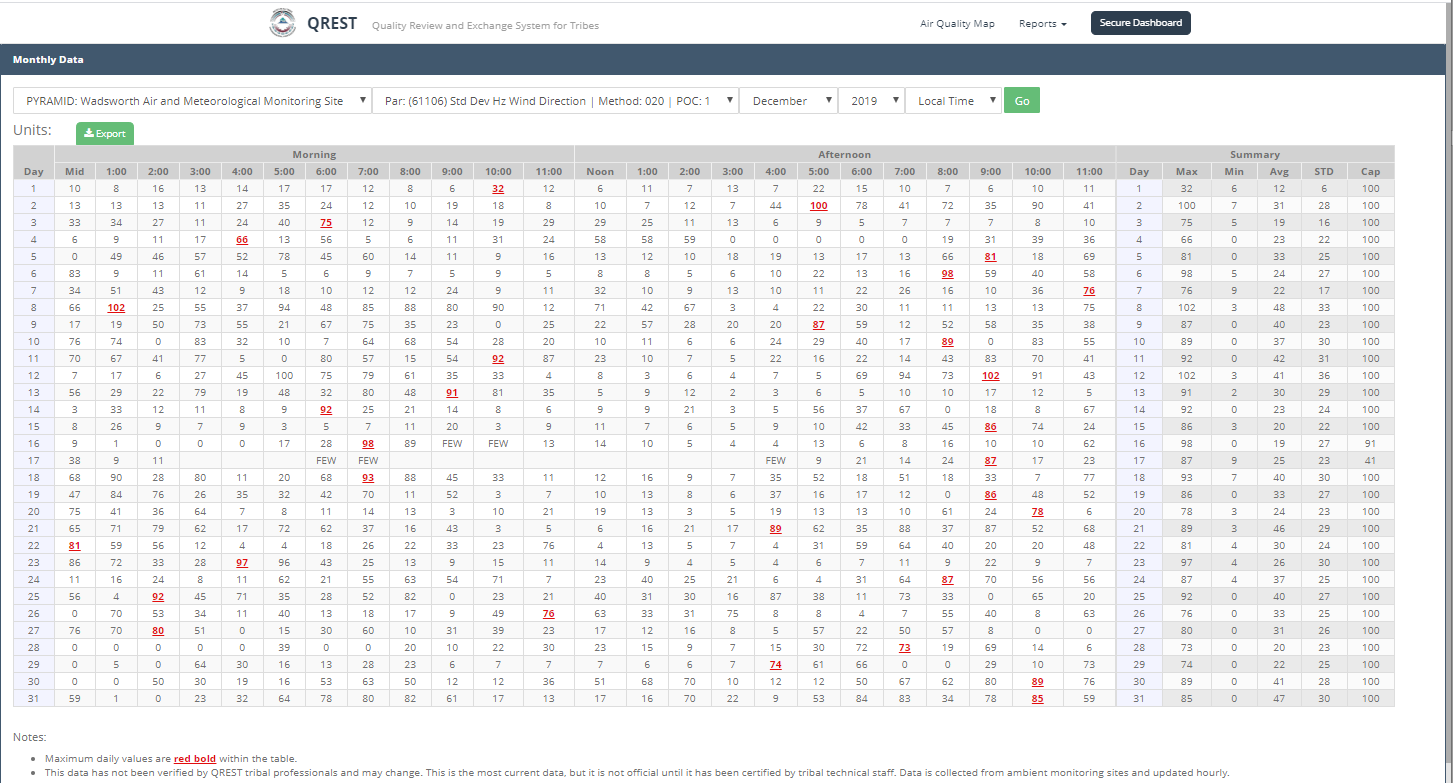 QREST Quality Review and Exchange System for Tribes Air Quality Map Reports Secure Dashboard
Monthly Data
PYRAMID: Wadsworth Air and Meteorological Monitoring Site Par: (61106) Std Dev Hz Wind Direction | Method: 020 | POC: 1 December 2019 Local Time Go
Units: Export
Morning Afternoon Summary
Day Mid 1:00 2:00 3:00 4:00 5:00 6:00 7:00 8:00 9:00 10:00 11:00 Noon 1:00 2:00 3:00 4:00 5:00 6:00 7:00 8:00 9:00 10:00 11:00 Day Max Min Avg STD Cap
1 10 8 16 13 14 17 17 12 8 6 32 12 6 11 7 13 7 22 15 10 7 6 10 11 1 32 6 12 6 100
2 13 13 13 11 27 35 24 12 10 19 18 8 10 7 12 7 44 100 78 41 72 35 90 41 2 100 7 31 28 100
3 33 34 27 11 24 40 75 12 9 14 19 29 29 25 11 13 6 9 5 7 7 7 8 10 3 75 5 19 16 100
4 6 9 11 17 66 13 56 5 6 11 31 24 58 58 59 0 0 0 0 0 19 31 39 36 4 66 0 23 22 100
5 0 49 46 57 52 78 45 60 14 11 9 16 13 12 10 18 19 13 17 13 66 81 18 69 5 81 0 33 25 100
6 83 9 11 61 14 5 6 9 7 5 9 5 8 8 5 6 10 22 13 16 98 59 40 58 6 98 5 24 27 100
7 34 51 43 12 9 18 10 12 12 24 9 11 32 10 9 13 10 11 22 26 16 10 36 76 7 76 9 22 17 100
8 66 102 25 55 37 94 48 85 88 80 90 12 71 42 67 3 4 22 30 11 11 13 13 75 8 102 3 48 33 100
9 17 19 50 73 55 21 67 75 35 23 0 25 22 57 28 20 20 87 59 12 52 58 35 38 9 87 0 40 23 100
10 76 74 0 83 32 10 7 64 68 54 28 20 10 11 6 6 24 29 40 17 89 0 83 55 10 89 0 37 30 100
11 70 67 41 77 5 0 80 57 15 54 92 87 23 10 7 5 22 16 22 14 43 83 70 41 11 92 0 42 31 100
12 7 17 6 27 45 100 75 79 61 35 33 4 8 3 6 4 7 5 69 94 73 102 91 43 12 102 3 41 36 100
13 56 29 22 79 19 48 32 80 48 91 81 35 5 9 12 2 3 6 5 10 10 17 12 5 13 91 2 30 29 100
14 3 33 12 11 8 9 92 25 21 14 8 6 9 9 21 3 5 56 37 67 0 18 8 67 14 92 0 23 24 100
15 8 26 9 7 9 3 5 7 11 20 3 9 11 7 6 5 9 10 42 33 45 86 74 24 15 86 3 20 22 100
16 9 1 0 0 0 17 28 98 89 FEW FEW 13 14 10 5 4 4 13 6 8 16 10 10 62 16 98 0 19 27 91
17 38 9 11 FEW FEW FEW 9 21 14 24 87 17 23 17 87 9 25 23 41
18 68 90 28 80 11 20 68 93 88 45 33 11 12 16 9 7 35 52 18 51 18 33 7 77 18 93 7 40 30 100
19 47 84 76 26 35 32 42 70 11 52 3 7 10 13 8 6 37 16 17 12 0 86 48 52 19 86 0 33 27 100
20 75 41 36 64 7 8 11 14 13 3 10 21 19 13 3 5 19 13 13 10 61 24 78 6 20 78 3 24 23 100
21 65 71 79 62 17 72 62 37 16 43 3 5 6 16 21 17 89 62 35 88 37 87 52 68 21 89 3 46 29 100
22 81 59 56 12 4 4 18 26 22 33 23 76 4 13 5 7 4 31 59 64 40 20 20 48 22 81 4 30 24 100
23 86 72 33 28 97 96 43 25 13 9 15 11 14 9 4 5 4 6 7 11 9 22 9 7 23 97 4 26 30 100
24 11 16 24 8 11 62 21 55 63 54 71 7 23 40 25 21 6 4 31 64 87 70 56 56 24 87 4 37 25 100
25 56 4 92 45 71 35 28 52 82 0 23 21 40 31 30 16 87 38 11 73 33 0 65 20 25 92 0 40 27 100
26 0 70 53 34 11 40 13 18 17 9 49 76 63 33 31 75 8 8 4 7 55 40 8 63 26 76 0 33 25 100
27 76 70 80 51 0 15 30 60 10 31 39 23 17 12 16 8 5 57 22 50 57 8 0 0 27 80 0 31 26 100
28 0 0 0 0 0 39 0 0 20 10 22 30 23 15 9 7 15 30 72 73 19 69 14 6 28 73 0 20 23 100
29 0 5 0 64 30 16 13 28 23 6 7 7 7 6 6 7 74 61 66 0 0 29 10 73 29 74 0 22 25 100
30 0 0 50 30 19 16 53 63 50 12 12 36 51 68 70 10 12 12 50 67 62 80 89 76 30 89 0 41 28 100
31 59 1 0 23 32 64 78 80 82 61 17 13 17 16 70 22 9 53 84 83 34 78 85 59 31 85 0 47 30 100
Notes:
Maximum daily values are red bold within the table.
This data has not been verified by QREST tribal professionals and may change. This is the most current data, but it is not official until it has been certified by tribal technical staff. Data is collected from ambient monitoring sites and updated hourly.